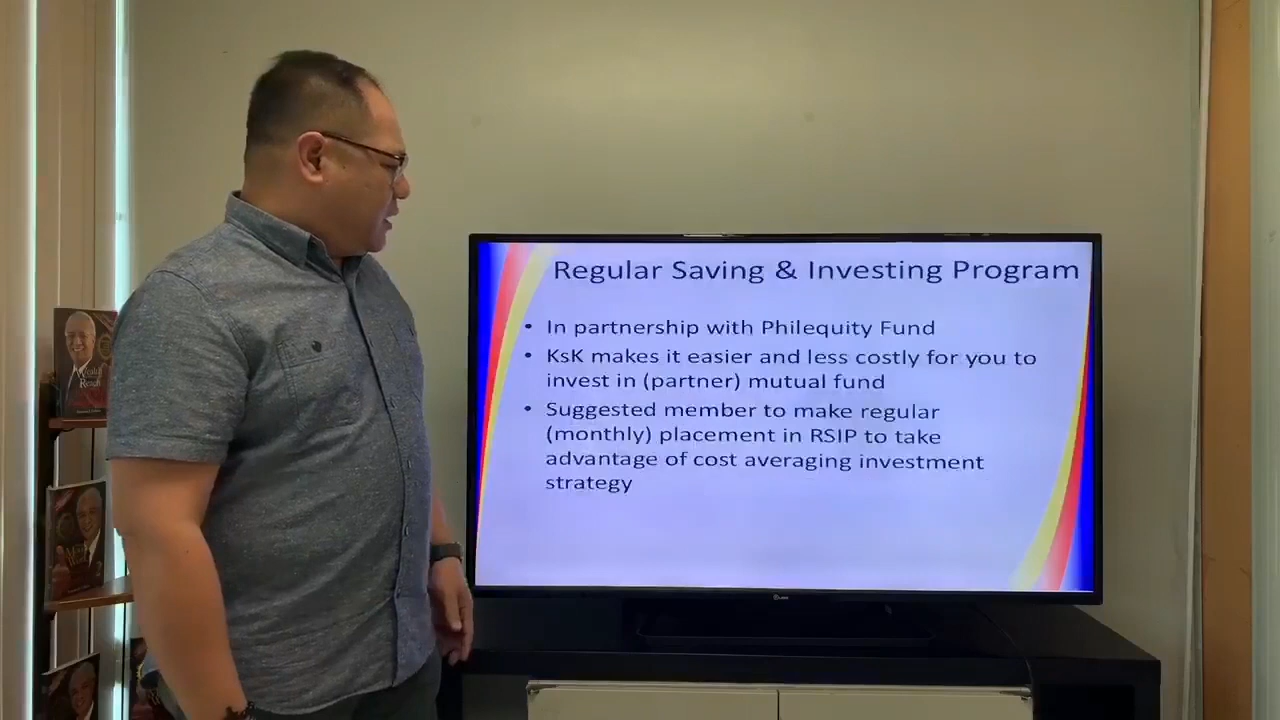 Regular Saving & Investing Program
• In partnership with Philequity Fund
• KsK makes it easier and less costly for you to
invest in (partner) mutual fund
• Suggested member to make regular
(monthly) placement in RSIP to take
advantage of cost averaging investment
strategy
Wealth
Reach